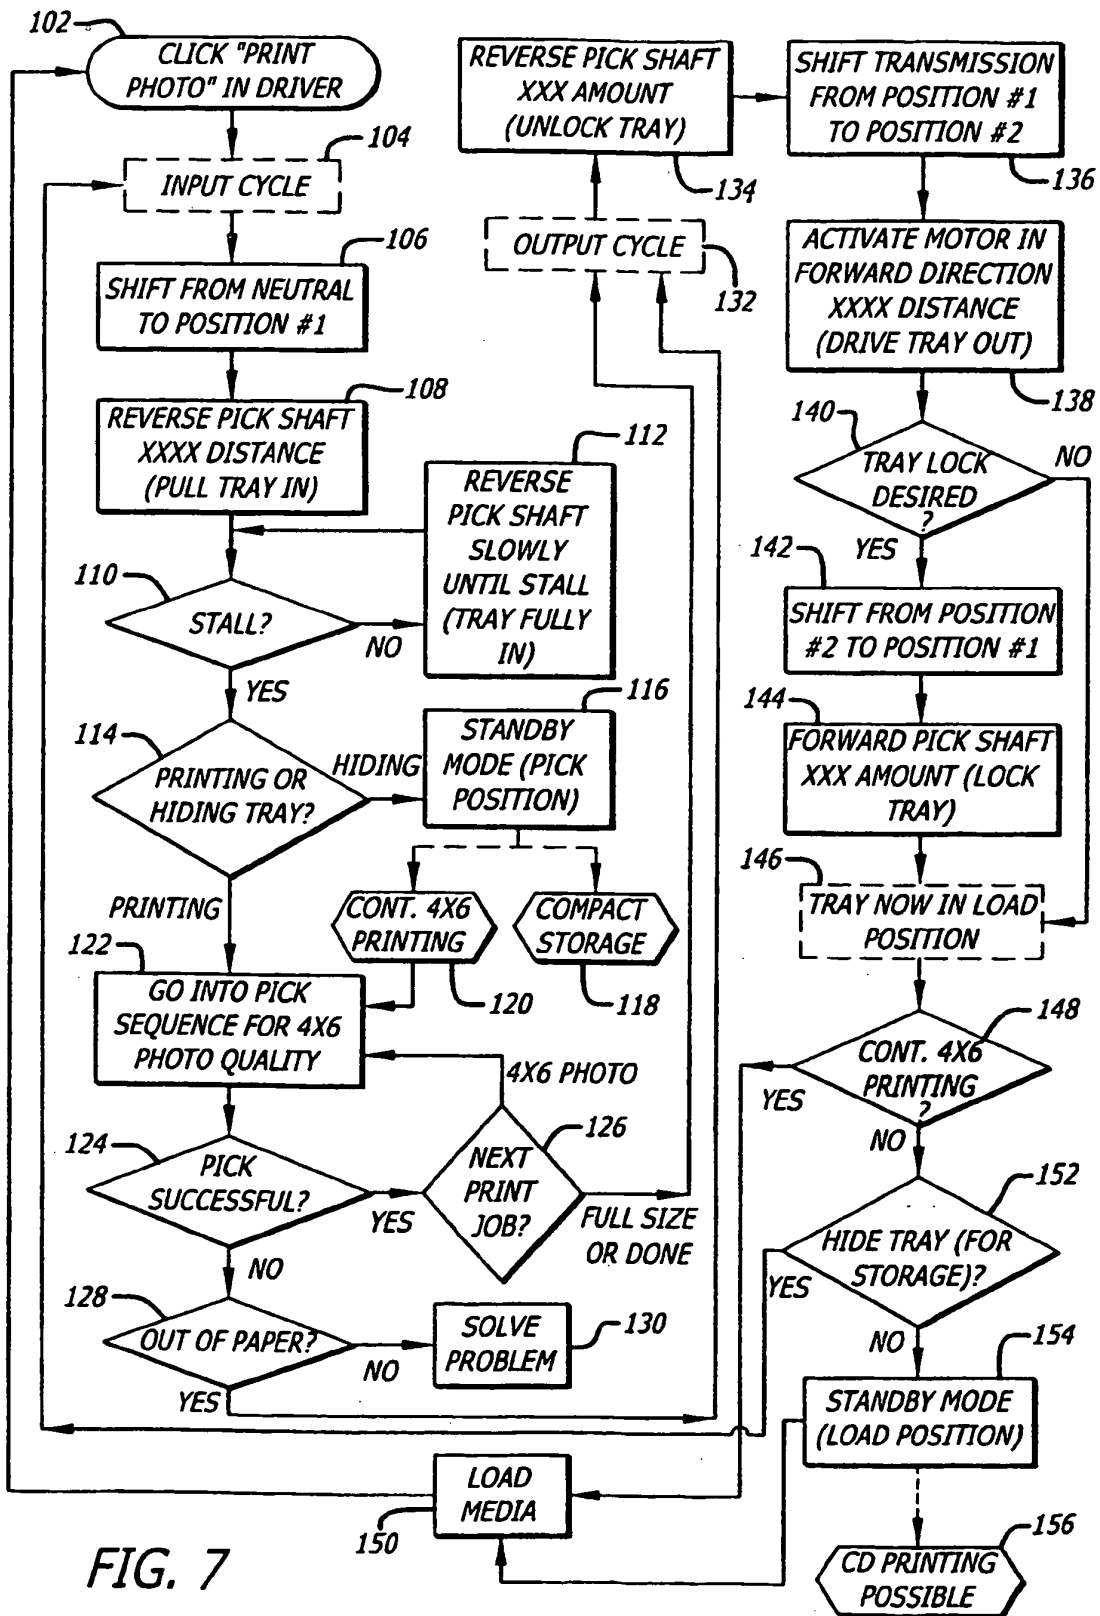 102
CLICK "PRINT
PHOTO" IN DRIVER
104
INPUT CYCLE
106
SHIFT FROM NEUTRAL
TO POSITION #1
108
REVERSE PICK SHAFT
XXXX DISTANCE
(PULL TRAY IN)
110
STALL?
NO
YES
112
REVERSE
PICK SHAFT
SLOWLY
UNTIL STALL
(TRAY FULLY
IN)
114
PRINTING OR
HIDING TRAY?
HIDING
PRINTING
116
STANDBY
MODE (PICK
POSITION)
CONT. 4X6
PRINTING
120
COMPACT
STORAGE
118
122
GO INTO PICK
SEQUENCE FOR 4X6
PHOTO QUALITY
124
PICK
SUCCESSFUL?
YES
NO
4X6 PHOTO
126
NEXT
PRINT
JOB?
FULL SIZE
OR DONE
128
OUT OF PAPER?
NO
YES
SOLVE
PROBLEM
130
OUTPUT CYCLE
132
REVERSE PICK SHAFT
XXX AMOUNT
(UNLOCK TRAY)
134
SHIFT TRANSMISSION
FROM POSITION #1
TO POSITION #2
136
ACTIVATE MOTOR IN
FORWARD DIRECTION
XXXX DISTANCE
(DRIVE TRAY OUT)
138
140
TRAY LOCK
DESIRED
?
NO
YES
142
SHIFT FROM POSITION
#2 TO POSITION #1
144
FORWARD PICK SHAFT
XXX AMOUNT (LOCK
TRAY)
146
TRAY NOW IN LOAD
POSITION
148
CONT. 4X6
PRINTING
?
YES
NO
152
HIDE TRAY (FOR
STORAGE)?
YES
NO
154
STANDBY MODE
(LOAD POSITION)
LOAD
MEDIA
150
156
CD PRINTING
POSSIBLE
FIG. 7